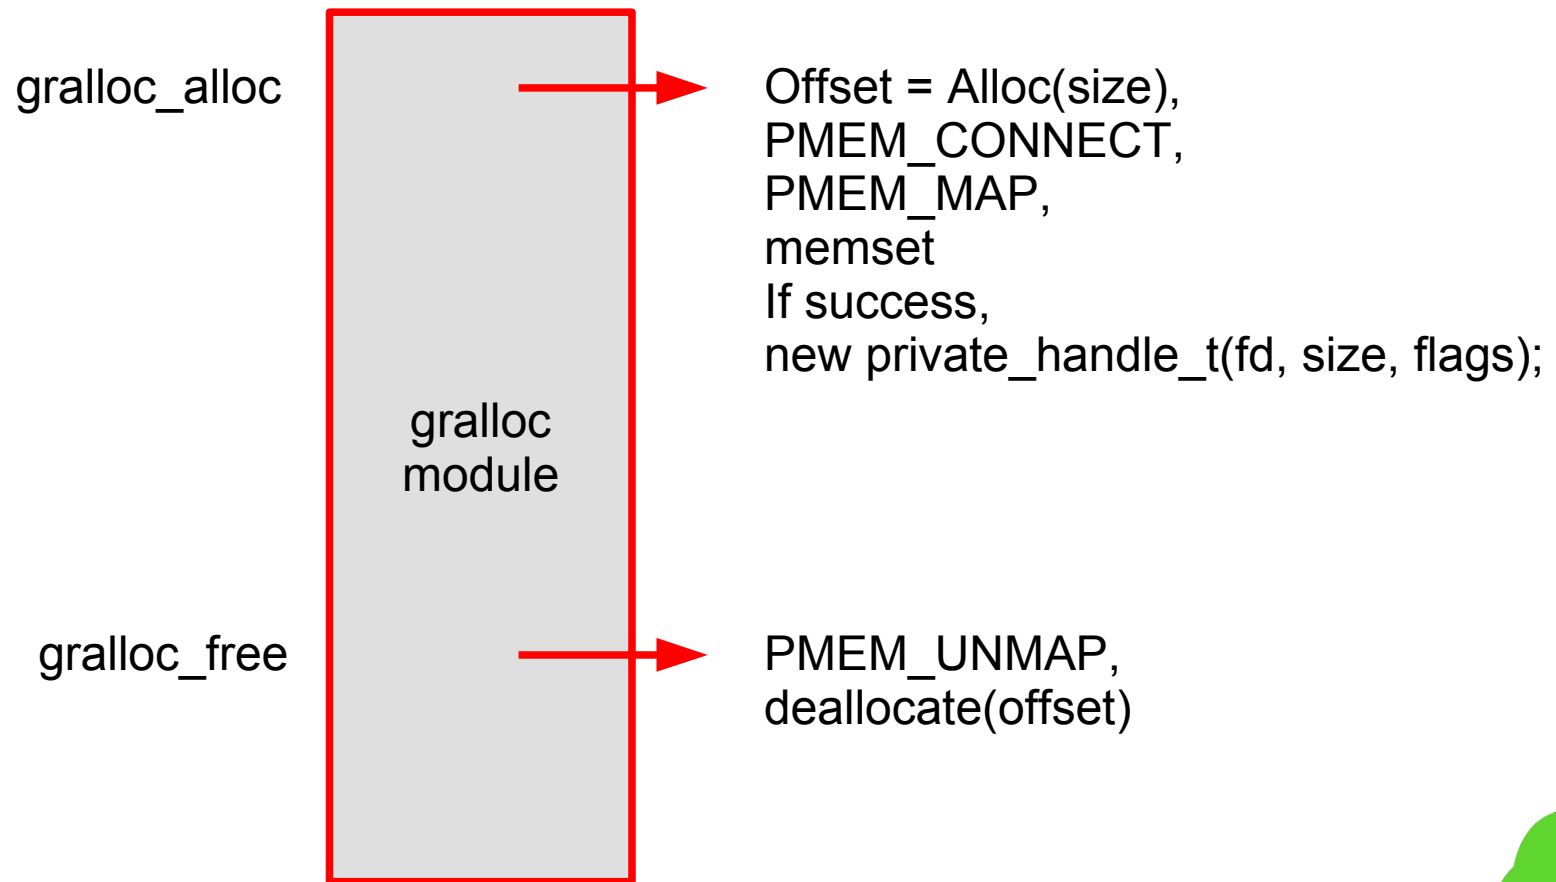 gralloc_alloc
Offset = Alloc(size),
PMEM_CONNECT,
PMEM_MAP,
memset
If success,
new private_handle_t(fd, size, flags);
gralloc
module
gralloc_free
PMEM_UNMAP,
deallocate(offset)